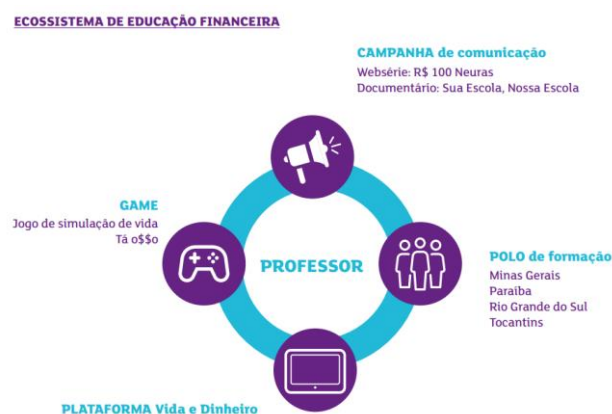 ECOSSISTEMA DE EDUCAÇÃO FINANCEIRA
CAMPANHA de comunicação
Websérie: R$ 100 Neuras
Documentário: Sua Escola, Nossa Escola
GAME
Jogo de simulação de vida
Tá o$$o
PROFESSOR
POLO de formação
Minas Gerais
Paraíba
Rio Grande do Sul
Tocantins
PLATAFORMA Vida e Dinheiro